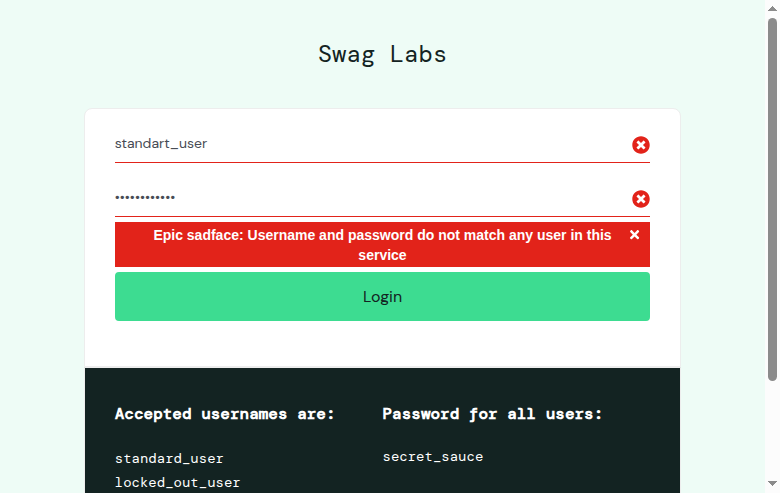 Swag Labs
standart_user
••••••••••••
Epic sadface: Username and password do not match any user in this
service
Login
Accepted usernames are:
standard_user
locked_out_user
Password for all users:
secret_sauce